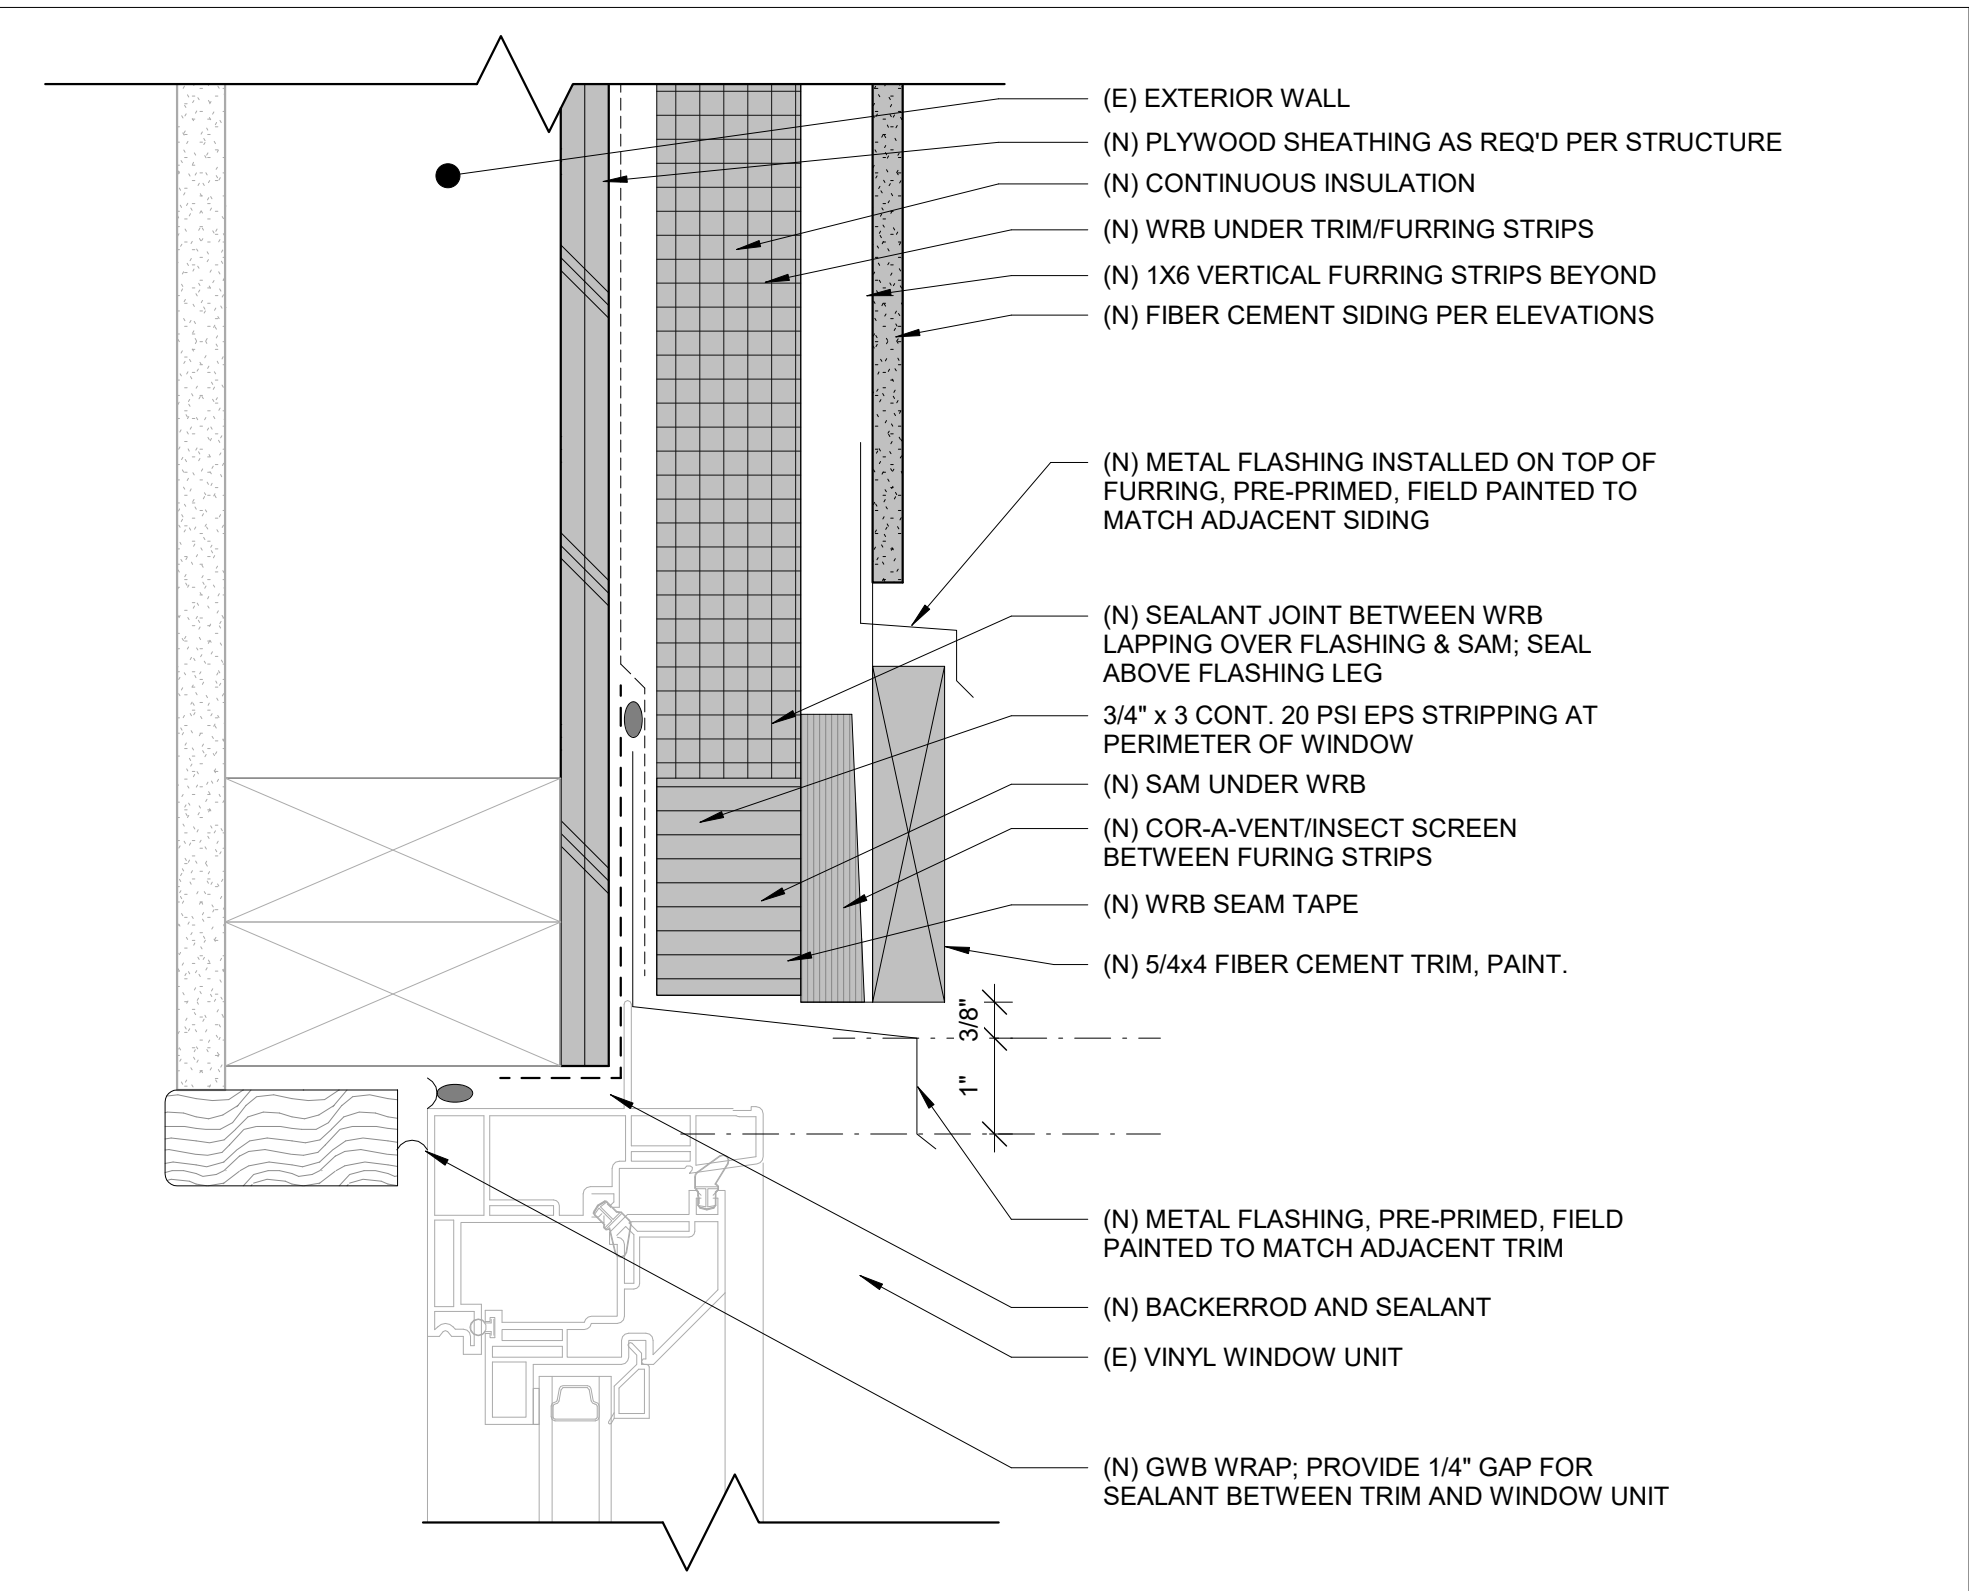 (E) EXTERIOR WALL
(N) PLYWOOD SHEATHING AS REQ'D PER STRUCTURE
(N) CONTINUOUS INSULATION
(N) WRB UNDER TRIM/FURRING STRIPS
(N) 1X6 VERTICAL FURRING STRIPS BEYOND
(N) FIBER CEMENT SIDING PER ELEVATIONS
(N) METAL FLASHING INSTALLED ON TOP OF
FURRING, PRE-PRIMED, FIELD PAINTED TO
MATCH ADJACENT SIDING
(N) SEALANT JOINT BETWEEN WRB
LAPPING OVER FLASHING & SAM; SEAL
ABOVE FLASHING LEG
3/4" x 3 CONT. 20 PSI EPS STRIPPING AT
PERIMETER OF WINDOW
(N) SAM UNDER WRB
(N) COR-A-VENT/INSECT SCREEN
BETWEEN FURING STRIPS
(N) WRB SEAM TAPE
(N) 5/4x4 FIBER CEMENT TRIM, PAINT.
3/8"
1"
(N) METAL FLASHING, PRE-PRIMED, FIELD
PAINTED TO MATCH ADJACENT TRIM
(N) BACKERROD AND SEALANT
(E) VINYL WINDOW UNIT
(N) GWB WRAP; PROVIDE 1/4" GAP FOR
SEALANT BETWEEN TRIM AND WINDOW UNIT